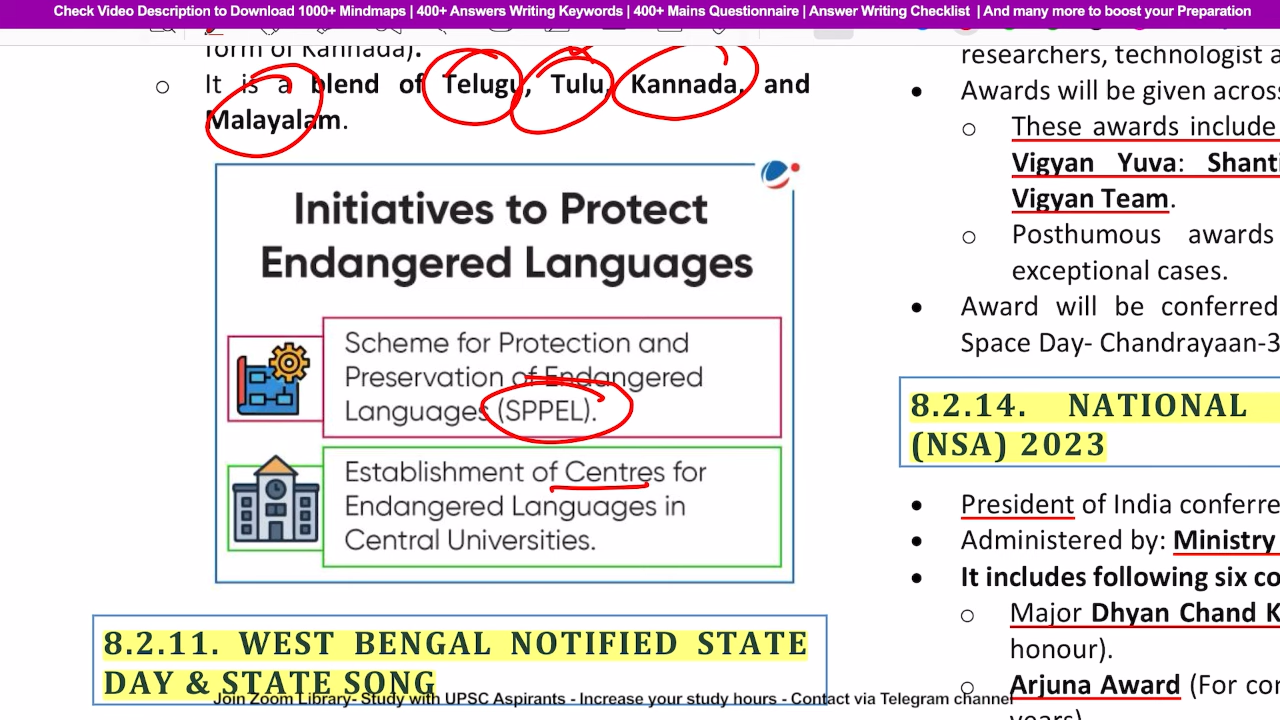 Check Video Description to Download 1000+ Mindmaps | 400+ Answers Writing Keywords | 400+ Mains Questionnaire | Answer Writing Checklist | And many more to boost your Preparation
form of Kannada).
o It is a blend of Telugu, Tulu, Kannada, and
Malayalam.
Initiatives to Protect
Endangered Languages
Scheme for Protection and
Preservation of Endangered
Languages (SPPEL).
Establishment of Centres for
Endangered Languages in
Central Universities.
8.2.11. WEST BENGAL NOTIFIED STATE
DAY & STATE SONG
researchers, technologist a
• Awards will be given across
o These awards include
Vigyan Yuva: Shanti
Vigyan Team.
o Posthumous awards
exceptional cases.
• Award will be conferred
Space Day- Chandrayaan-3
8.2.14. NATIONAL
(NSA) 2023
• President of India conferre
• Administered by: Ministry
• It includes following six co
o Major Dhyan Chand K
honour).
o Arjuna Award (For con
years)
Join Zoom Library- Study with UPSC Aspirants - Increase your study hours - Contact via Telegram channel